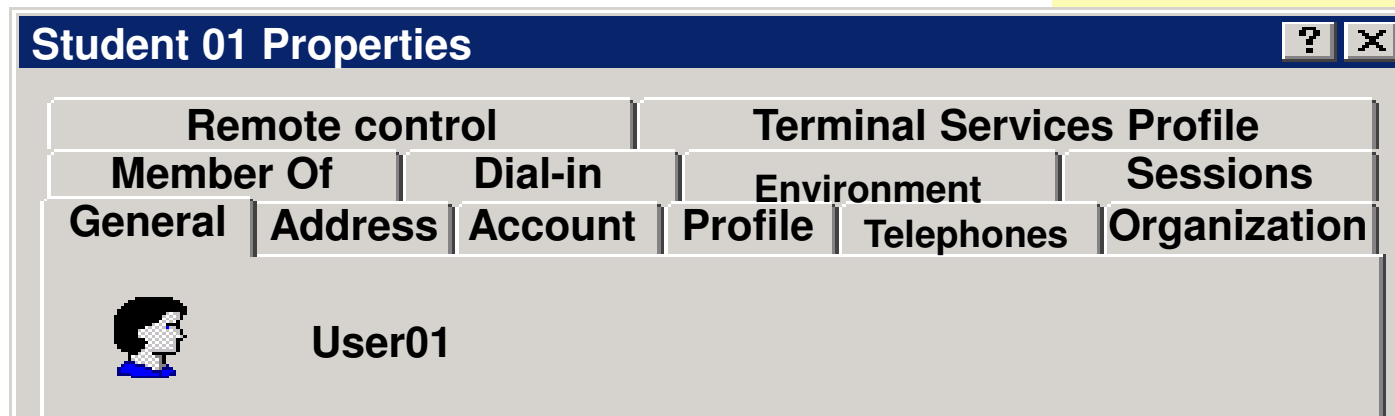 Student 01 Properties ? X
Remote control Terminal Services Profile
Member Of Dial-in Environment Sessions
General Address Account Profile Telephones Organization
User01